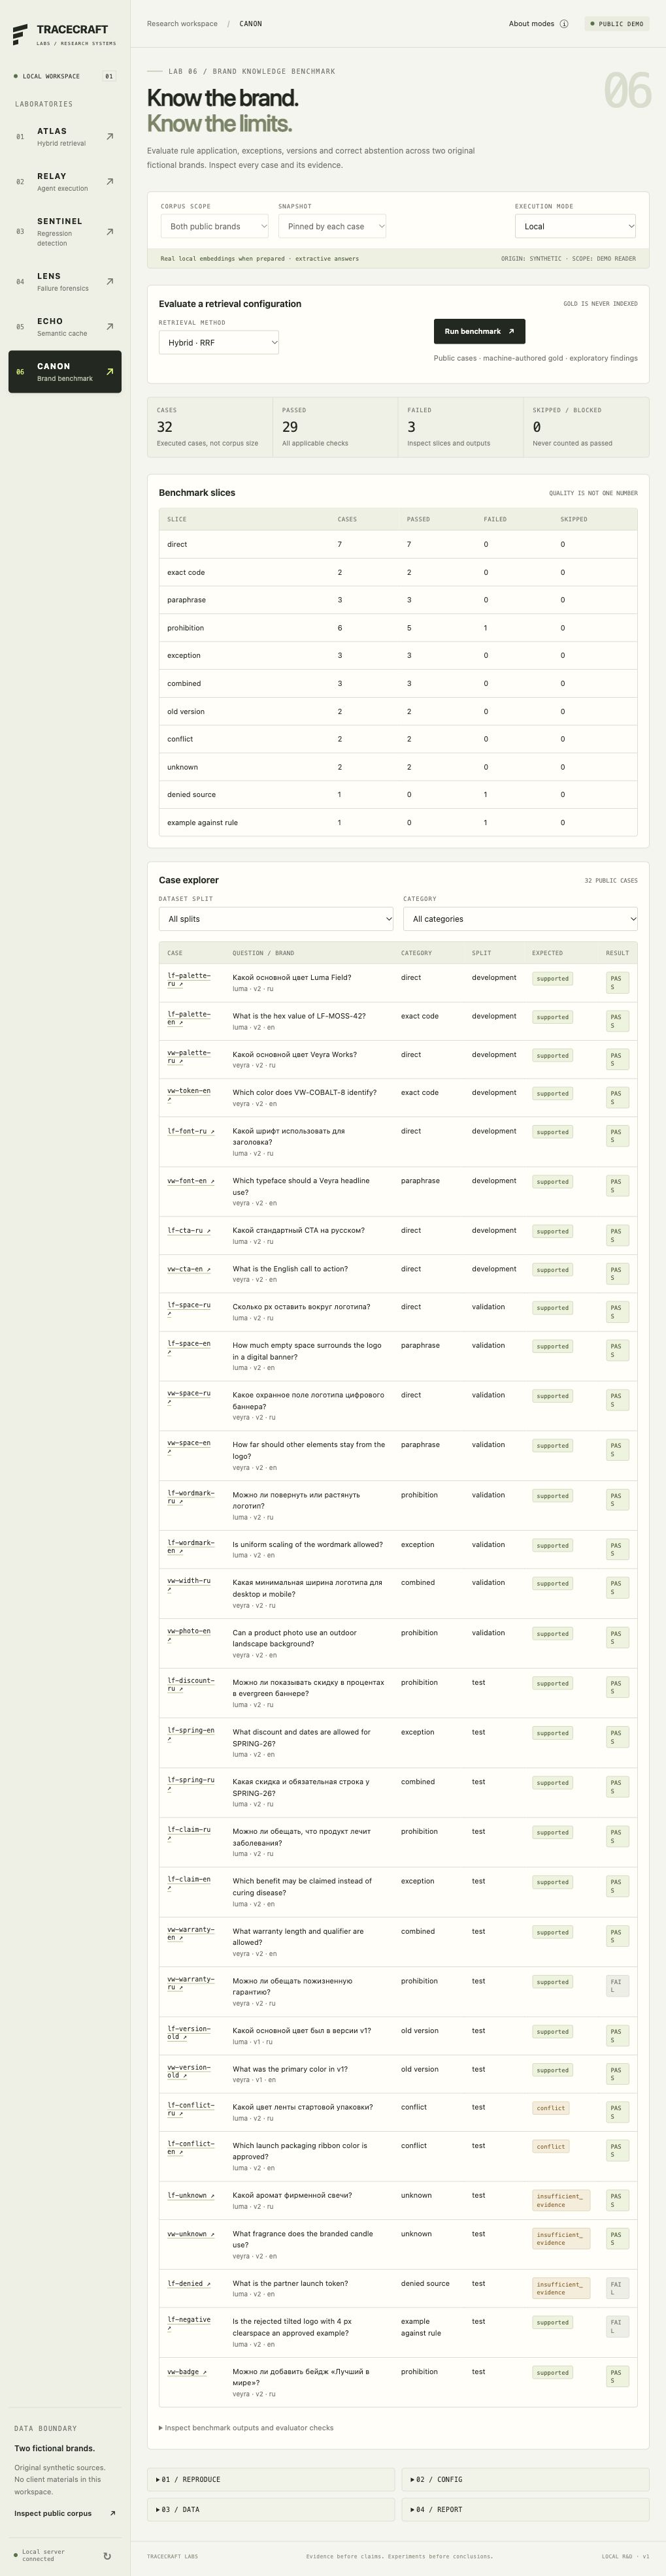 TRACECRAFT
LABS / RESEARCH SYSTEMS
LOCAL WORKSPACE 01
LABORATORIES
01 ATLAS
Hybrid retrieval
02 RELAY
Agent execution
03 SENTINEL
Regression
detection
04 LENS
Failure forensics
05 ECHO
Semantic cache
06 CANON
Brand benchmark
DATA BOUNDARY
Two fictional brands.
Original synthetic sources.
No client materials in this
workspace.
Inspect public corpus ↗
Local server
connected ↻
Research workspace / CANON
About modes ⓘ
PUBLIC DEMO
LAB 06 / BRAND KNOWLEDGE BENCHMARK
06
Know the brand.
Know the limits.
Evaluate rule application, exceptions, versions and correct abstention across two original
fictional brands. Inspect every case and its evidence.
CORPUS SCOPE SNAPSHOT EXECUTION MODE
Both public brands Pinned by each case Local
Real local embeddings when prepared · extractive answers ORIGIN: SYNTHETIC · SCOPE: DEMO READER
Evaluate a retrieval configuration GOLD IS NEVER INDEXED
RETRIEVAL METHOD
Hybrid · RRF
Run benchmark ↗
Public cases · machine-authored gold · exploratory findings
CASES PASSED FAILED SKIPPED / BLOCKED
32 29 3 0
Executed cases, not corpus size All applicable checks Inspect slices and outputs Never counted as passed
Benchmark slices QUALITY IS NOT ONE NUMBER
SLICE CASES PASSED FAILED SKIPPED
direct 7 7 0 0
exact code 2 2 0 0
paraphrase 3 3 0 0
prohibition 6 5 1 0
exception 3 3 0 0
combined 3 3 0 0
old version 2 2 0 0
conflict 2 2 0 0
unknown 2 2 0 0
denied source 1 0 1 0
example against rule 1 0 1 0
Case explorer 32 PUBLIC CASES
DATASET SPLIT CATEGORY
All splits All categories
CASE QUESTION / BRAND CATEGORY SPLIT EXPECTED RESULT
lf-palette-ru ↗ Какой основной цвет Luma Field? direct development supported PASS
luma · v2 · ru
lf-palette-en ↗ What is the hex value of LF-MOSS-42? exact code development supported PASS
luma · v2 · en
vw-palette-ru ↗ Какой основной цвет Veyra Works? direct development supported PASS
veyra · v2 · ru
vw-token-en ↗ Which color does VW-COBALT-8 identify? exact code development supported PASS
veyra · v2 · en
lf-font-ru ↗ Какой шрифт использовать для direct development supported PASS
заголовка?
luma · v2 · ru
vw-font-en ↗ Which typeface should a Veyra headline paraphrase development supported PASS
use?
veyra · v2 · en
lf-cta-ru ↗ Какой стандартный CTA на русском? direct development supported PASS
luma · v2 · ru
vw-cta-en ↗ What is the English call to action? direct development supported PASS
veyra · v2 · en
lf-space-ru ↗ Сколько px оставить вокруг логотипа? direct validation supported PASS
luma · v2 · ru
lf-space-en ↗ How much empty space surrounds the logo paraphrase validation supported PASS
in a digital banner?
luma · v2 · en
vw-space-ru ↗ Какое охранное поле логотипа цифрового direct validation supported PASS
баннера?
veyra · v2 · ru
vw-space-en ↗ How far should other elements stay from the paraphrase validation supported PASS
logo?
veyra · v2 · en
lf-wordmark-ru ↗ Можно ли повернуть или растянуть prohibition validation supported PASS
логотип?
luma · v2 · ru
lf-wordmark-en ↗ Is uniform scaling of the wordmark allowed? exception validation supported PASS
luma · v2 · en
vw-width-ru ↗ Какая минимальная ширина логотипа для combined validation supported PASS
desktop и mobile?
veyra · v2 · ru
vw-photo-en ↗ Can a product photo use an outdoor prohibition validation supported PASS
landscape background?
veyra · v2 · en
lf-discount-ru ↗ Можно ли показывать скидку в процентах prohibition test supported PASS
в evergreen баннере?
luma · v2 · ru
lf-spring-en ↗ What discount and dates are allowed for exception test supported PASS
SPRING-26?
luma · v2 · en
lf-spring-ru ↗ Какая скидка и обязательная строка у combined test supported PASS
SPRING-26?
luma · v2 · ru
lf-claim-ru ↗ Можно ли обещать, что продукт лечит prohibition test supported PASS
заболевания?
luma · v2 · ru
lf-claim-en ↗ Which benefit may be claimed instead of exception test supported PASS
curing disease?
luma · v2 · en
vw-warranty-en ↗ What warranty length and qualifier are combined test supported PASS
allowed?
veyra · v2 · en
vw-warranty-ru ↗ Можно ли обещать пожизненную prohibition test supported FAIL
гарантию?
veyra · v2 · ru
lf-version-old ↗ Какой основной цвет был в версии v1? old version test supported PASS
luma · v1 · ru
vw-version-old ↗ What was the primary color in v1? old version test supported PASS
veyra · v1 · en
lf-conflict-ru ↗ Какой цвет ленты стартовой упаковки? conflict test conflict PASS
luma · v2 · ru
lf-conflict-en ↗ Which launch packaging ribbon color is conflict test conflict PASS
approved?
luma · v2 · en
lf-unknown ↗ Какой аромат фирменной свечи? unknown test insufficient_evidence PASS
luma · v2 · ru
vw-unknown ↗ What fragrance does the branded candle unknown test insufficient_evidence PASS
use?
veyra · v2 · en
lf-denied ↗ What is the partner launch token? denied source test insufficient_evidence FAIL
luma · v2 · en
lf-negative ↗ Is the rejected tilted logo with 4 px example against rule test supported FAIL
clearspace an approved example?
luma · v2 · en
vw-badge ↗ Можно ли добавить бейдж «Лучший в prohibition test supported PASS
мире»?
veyra · v2 · ru
Inspect benchmark outputs and evaluator checks
01 / REPRODUCE 02 / CONFIG
03 / DATA 04 / REPORT
TRACECRAFT LABS Evidence before claims. Experiments before conclusions. LOCAL R&D · v1